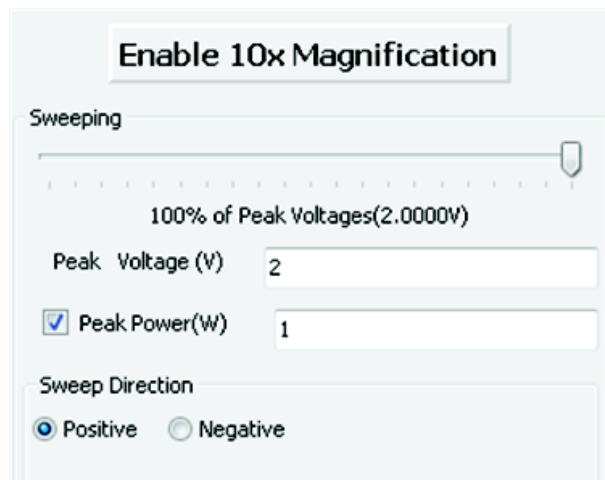 Enable 10x Magnification
Sweeping
100% of Peak Voltages(2.0000V)
Peak Voltage (V) 2
Peak Power(W) 1
Sweep Direction
Positive Negative